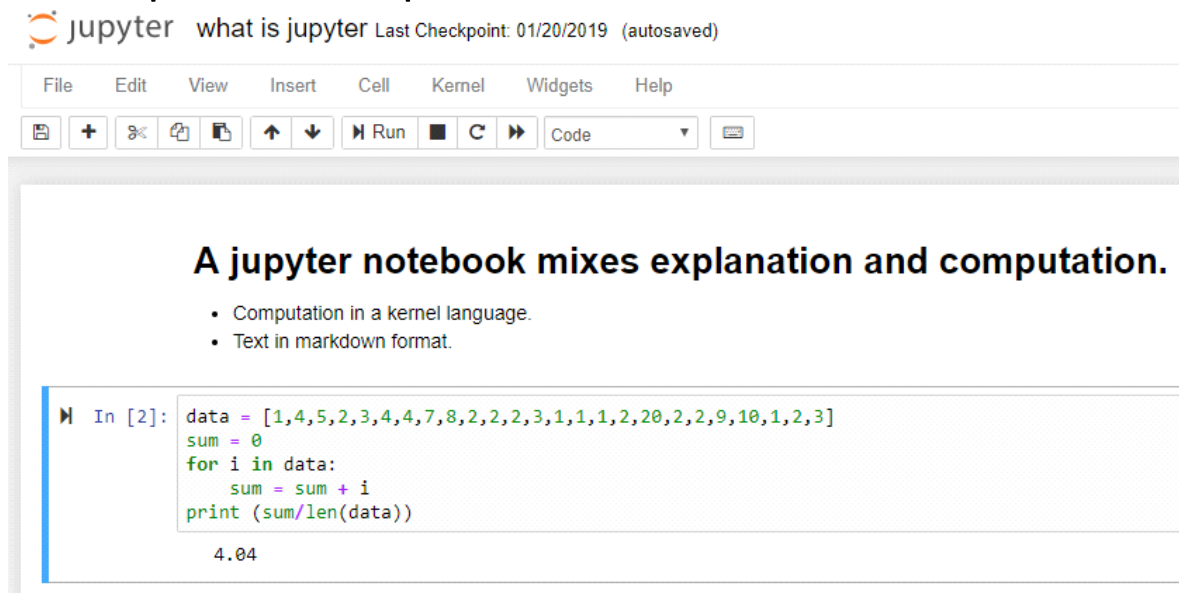 jupyter what is jupyter Last Checkpoint: 01/20/2019 (autosaved)
File Edit View Insert Cell Kernel Widgets Help
Run Code
A jupyter notebook mixes explanation and computation.
• Computation in a kernel language.
• Text in markdown format.
In [2]: data = [1,4,5,2,3,4,4,7,8,2,2,2,3,1,1,1,2,20,2,2,9,10,1,2,3]
sum = 0
for i in data:
    sum = sum + i
print (sum/len(data))
4.04